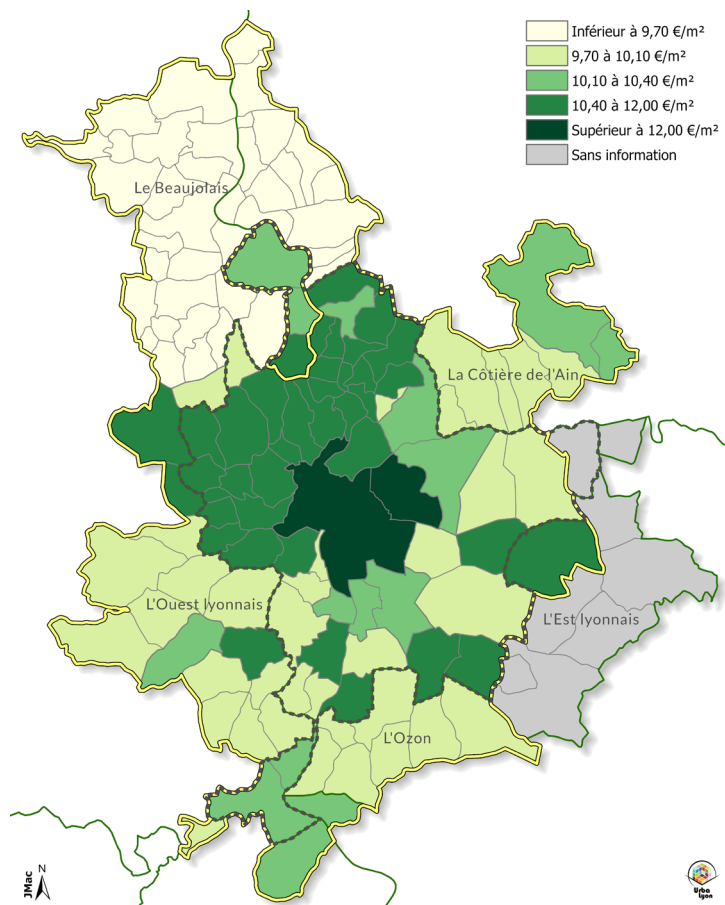 Inférieur à 9,70 €/m²
9,70 à 10,10 €/m²
10,10 à 10,40 €/m²
10,40 à 12,00 €/m²
Supérieur à 12,00 €/m²
Sans information
Le Beaujolais
La Côtière de l'Ain
L'Ouest lyonnais
L'Est lyonnais
L'Ozon
JMac
N
Urba
Lyon